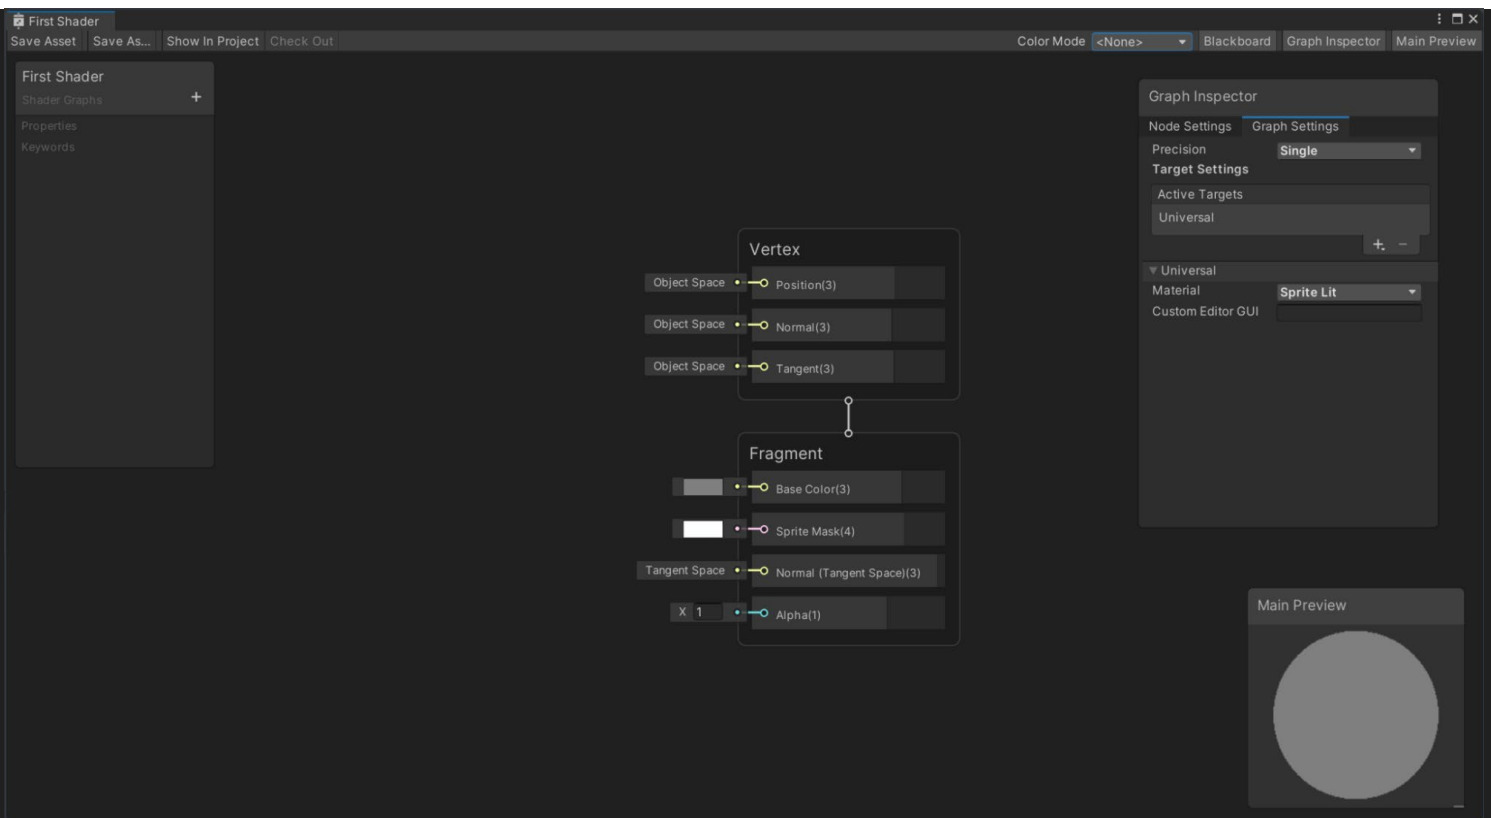 First Shader
Save Asset Save As... Show In Project Check Out Color Mode <None> Blackboard Graph Inspector Main Preview
First Shader
Shader Graphs +
Properties
Keywords
Graph Inspector
Node Settings Graph Settings
Precision Single
Target Settings
Active Targets
Universal
+ −
Universal
Material Sprite Lit
Custom Editor GUI
Vertex
Object Space Position(3)
Object Space Normal(3)
Object Space Tangent(3)
Fragment
Base Color(3)
Sprite Mask(4)
Tangent Space Normal (Tangent Space)(3)
X 1 Alpha(1)
Main Preview